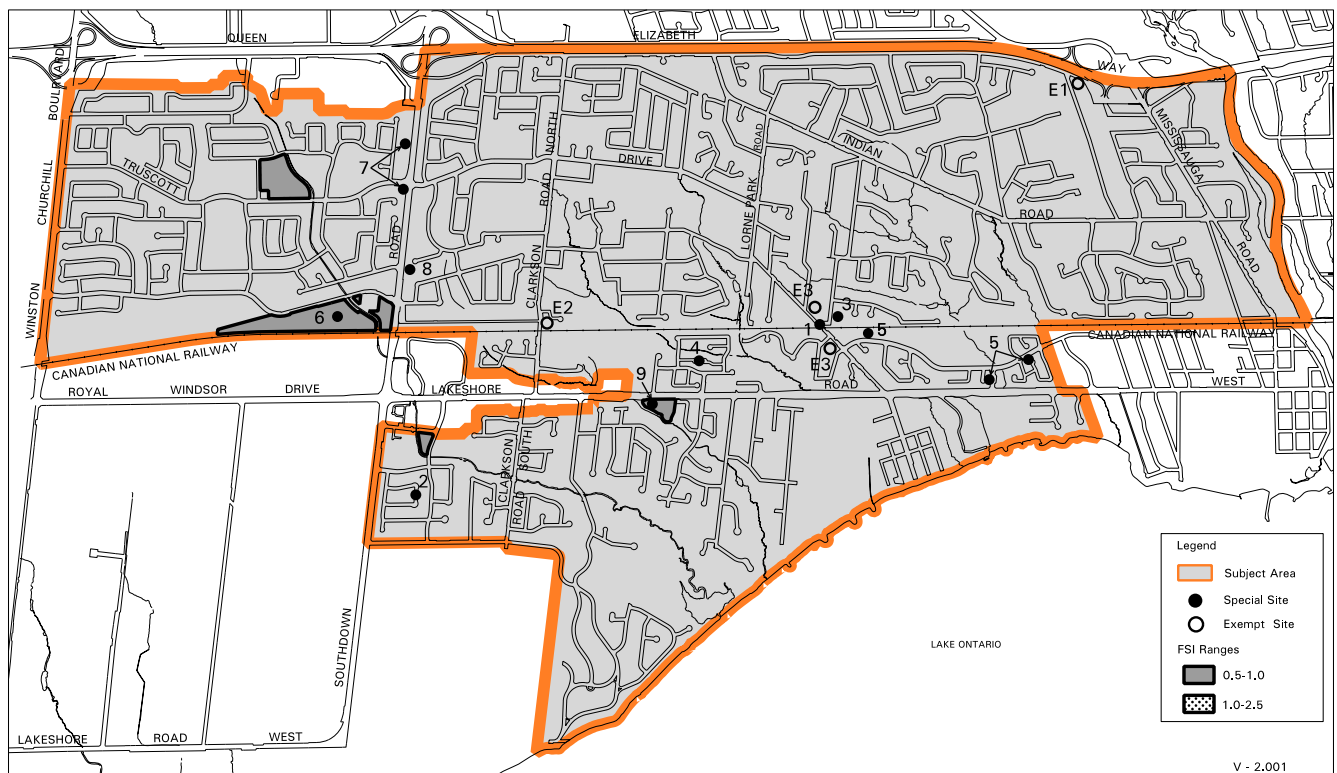 QUEEN
ELIZABETH
WAY
BOULEVARD
CHURCHILL
WINSTON
TRUSCOTT
DRIVE
ROAD
CLARKSON
ROAD
NORTH
LORNE PARK
ROAD
INDIAN
ROAD
MISSISSAUGA
ROAD
E1
7
8
6
E2
E3
3
1
5
E3
4
5
9
2
CANADIAN NATIONAL RAILWAY
CANADIAN NATIONAL RAILWAY
ROYAL WINDSOR DRIVE
LAKESHORE
ROAD
WEST
CLARKSON
ROAD
SOUTH
SOUTHDOWN
LAKESHORE ROAD WEST
LAKE ONTARIO
Legend
Subject Area
Special Site
Exempt Site
FSI Ranges
0.5-1.0
1.0-2.5
V - 2.001